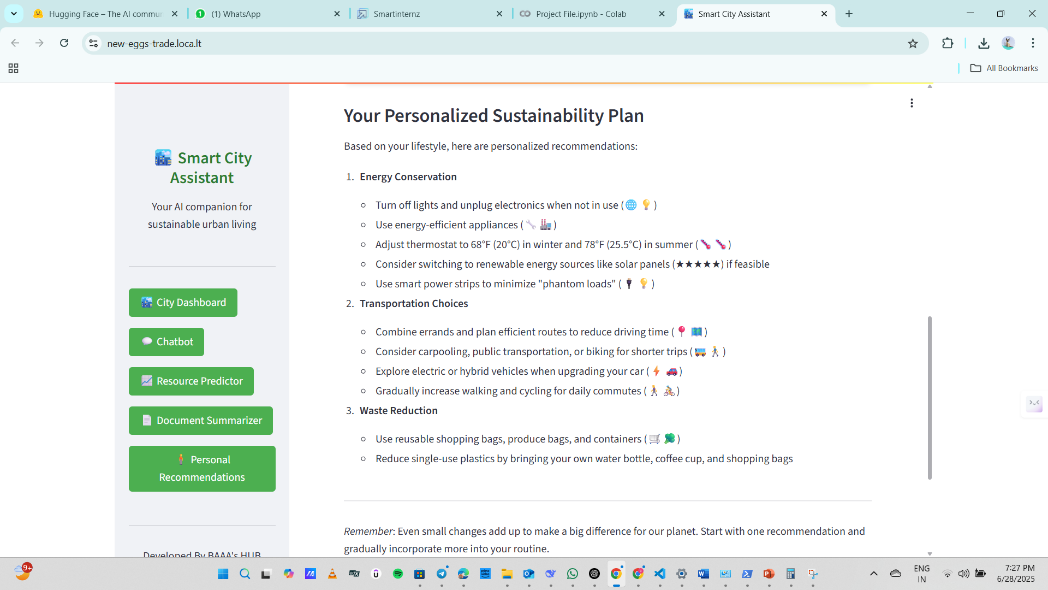 Hugging Face – The AI commu
(1) WhatsApp
Smartinternz
Project File.ipynb - Colab
Smart City Assistant
new-eggs-trade.loca.lt
All Bookmarks
Smart City
Assistant
Your AI companion for
sustainable urban living
City Dashboard
Chatbot
Resource Predictor
Document Summarizer
Personal
Recommendations
Developed By BAAA's HUB
Your Personalized Sustainability Plan
Based on your lifestyle, here are personalized recommendations:
1. Energy Conservation
Turn off lights and unplug electronics when not in use (🌐 💡)
Use energy-efficient appliances (🔧 🏭)
Adjust thermostat to 68°F (20°C) in winter and 78°F (25.5°C) in summer (🌡 🌡)
Consider switching to renewable energy sources like solar panels (★★★★★) if feasible
Use smart power strips to minimize "phantom loads" (🎙 💡)
2. Transportation Choices
Combine errands and plan efficient routes to reduce driving time (📍 🗺)
Consider carpooling, public transportation, or biking for shorter trips (🚌 🚶)
Explore electric or hybrid vehicles when upgrading your car (⚡ 🚗)
Gradually increase walking and cycling for daily commutes (🚶 🚴)
3. Waste Reduction
Use reusable shopping bags, produce bags, and containers (🛒 🍀)
Reduce single-use plastics by bringing your own water bottle, coffee cup, and shopping bags
Remember: Even small changes add up to make a big difference for our planet. Start with one recommendation and
gradually incorporate more into your routine.
9+
ENG
IN
7:27 PM
6/28/2025